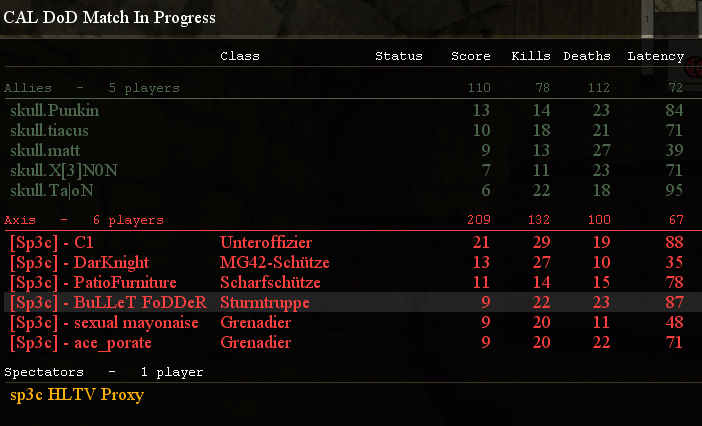 CAL DoD Match In Progress
Class Status Score Kills Deaths Latency
Allies - 5 players 110 78 112 72
skull.Punkin 13 14 23 84
skull.tiacus 10 18 21 71
skull.matt 9 13 27 39
skull.X[3]N0N 7 11 23 71
skull.Ta|oN 6 22 18 95
Axis - 6 players 209 132 100 67
[Sp3c] - C1 Unteroffizier 21 29 19 88
[Sp3c] - DarKnight MG42-Schütze 13 27 10 35
[Sp3c] - PatioFurniture Scharfschütze 11 14 15 78
[Sp3c] - BuLLeT FoDDeR Sturmtruppe 9 22 23 87
[Sp3c] - sexual mayonaise Grenadier 9 20 11 48
[Sp3c] - ace_porate Grenadier 9 20 22 71
Spectators - 1 player
sp3c HLTV Proxy